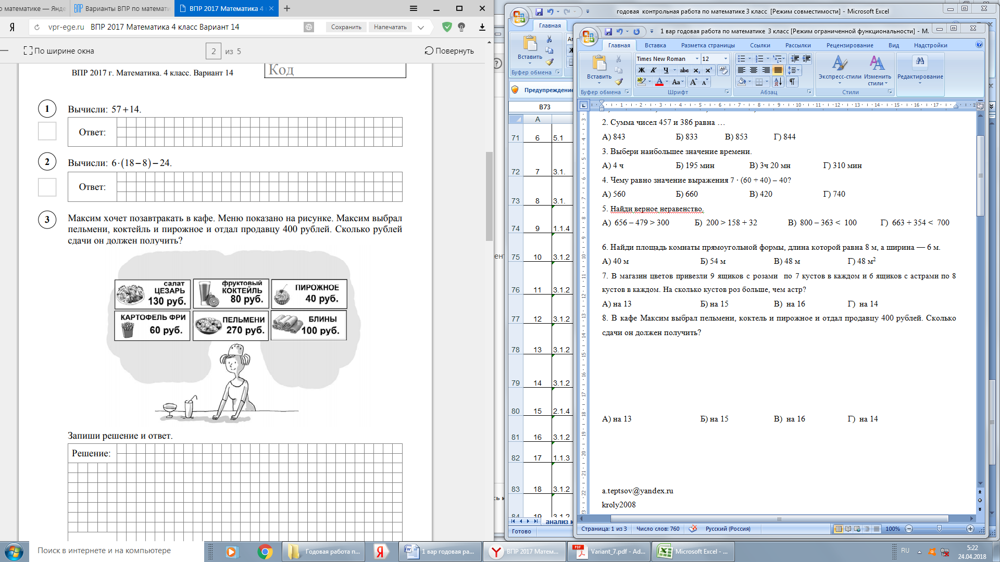 о математике — Янде
Варианты ВПР по математи
ВПР 2017 Математика 4
vpr-ege.ru ВПР 2017 Математика 4 класс Вариант 14
Сохранить
Напечатать
По ширине окна
2 из 5
Повернуть
ВПР 2017 г. Математика. 4 класс. Вариант 14
Код
1 Вычисли: 57+14.
Ответ:
2 Вычисли: 6·(18−8)−24.
Ответ:
3 Максим хочет позавтракать в кафе. Меню показано на рисунке. Максим выбрал
пельмени, коктейль и пирожное и отдал продавцу 400 рублей. Сколько рублей
сдачи он должен получить?
салат
ЦЕЗАРЬ
130 руб.
фруктовый
КОКТЕЙЛЬ
80 руб.
ПИРОЖНОЕ
40 руб.
КАРТОФЕЛЬ ФРИ
60 руб.
ПЕЛЬМЕНИ
270 руб.
БЛИНЫ
100 руб.
Запиши решение и ответ.
Решение:
годовая контрольная работа по математике 3 класс [Режим совместимости] - Microsoft Excel
Главная
Вставить
Буфер обмена
Предупреждение
B73
A
71 6 5.1
72 7 3.1.
73 8 3.1.
74 9 1.1.4
75 10 3.1.2
76 11 3.1.2
77 12 3.1.2
78 13 3.1.2
79 14 3.1.2
80 15 2.1.4
81 16 3.1.2
82 17 1.1.3
83 18 3.1.2
84 19 3.1.2
анализ к
Готово
1 вар годовая работа по математике 3 класс [Режим ограниченной функциональности] - M.
Главная Вставка Разметка страницы Ссылки Рассылки Рецензирование Вид Надстройки
Вставить
Буфер обмена
Times New Roman 12
Шрифт
Абзац
Экспресс-стили
Изменить стили
Стили
Редактирование
2. Сумма чисел 457 и 386 равна …
А) 843 Б) 833 В) 853 Г) 844
3. Выбери наибольшее значение времени.
А) 4 ч Б) 195 мин В) 3ч 20 мн Г) 310 мин
4. Чему равно значение выражения 7 · (60 + 40) – 40?
А) 560 Б) 660 В) 420 Г) 740
5. Найди верное неравенство.
А) 656 – 479 > 300 Б) 200 > 158 + 32 В) 800 – 363 < 100 Г) 663 + 354 < 700
6. Найди площадь комнаты прямоугольной формы, длина которой равна 8 м, а ширина — 6 м.
А) 40 м Б) 54 м В) 48 м Г) 48 м²
7. В магазин цветов привезли 9 ящиков с розами по 7 кустов в каждом и 6 ящиков с астрами по 8
кустов в каждом. На сколько кустов роз больше, чем астр?
А) на 13 Б) на 15 В) на 16 Г) на 14
8. В кафе Максим выбрал пельмени, коктель и пирожное и отдал продавцу 400 рублей. Сколько
сдачи он должен получить?
А) на 13 Б) на 15 В) на 16 Г) на 14
a.teptsov@yandex.ru
kroly2008
Страница: 1 из 3 Число слов: 760 Русский (Россия) 100%
Поиск в интернете и на компьютере
Годовая работа п...
1 вар годовая ра...
ВПР 2017 Матем...
Variant_7.pdf - Ad...
Microsoft Excel - ...
RU
5:22
24.04.2018